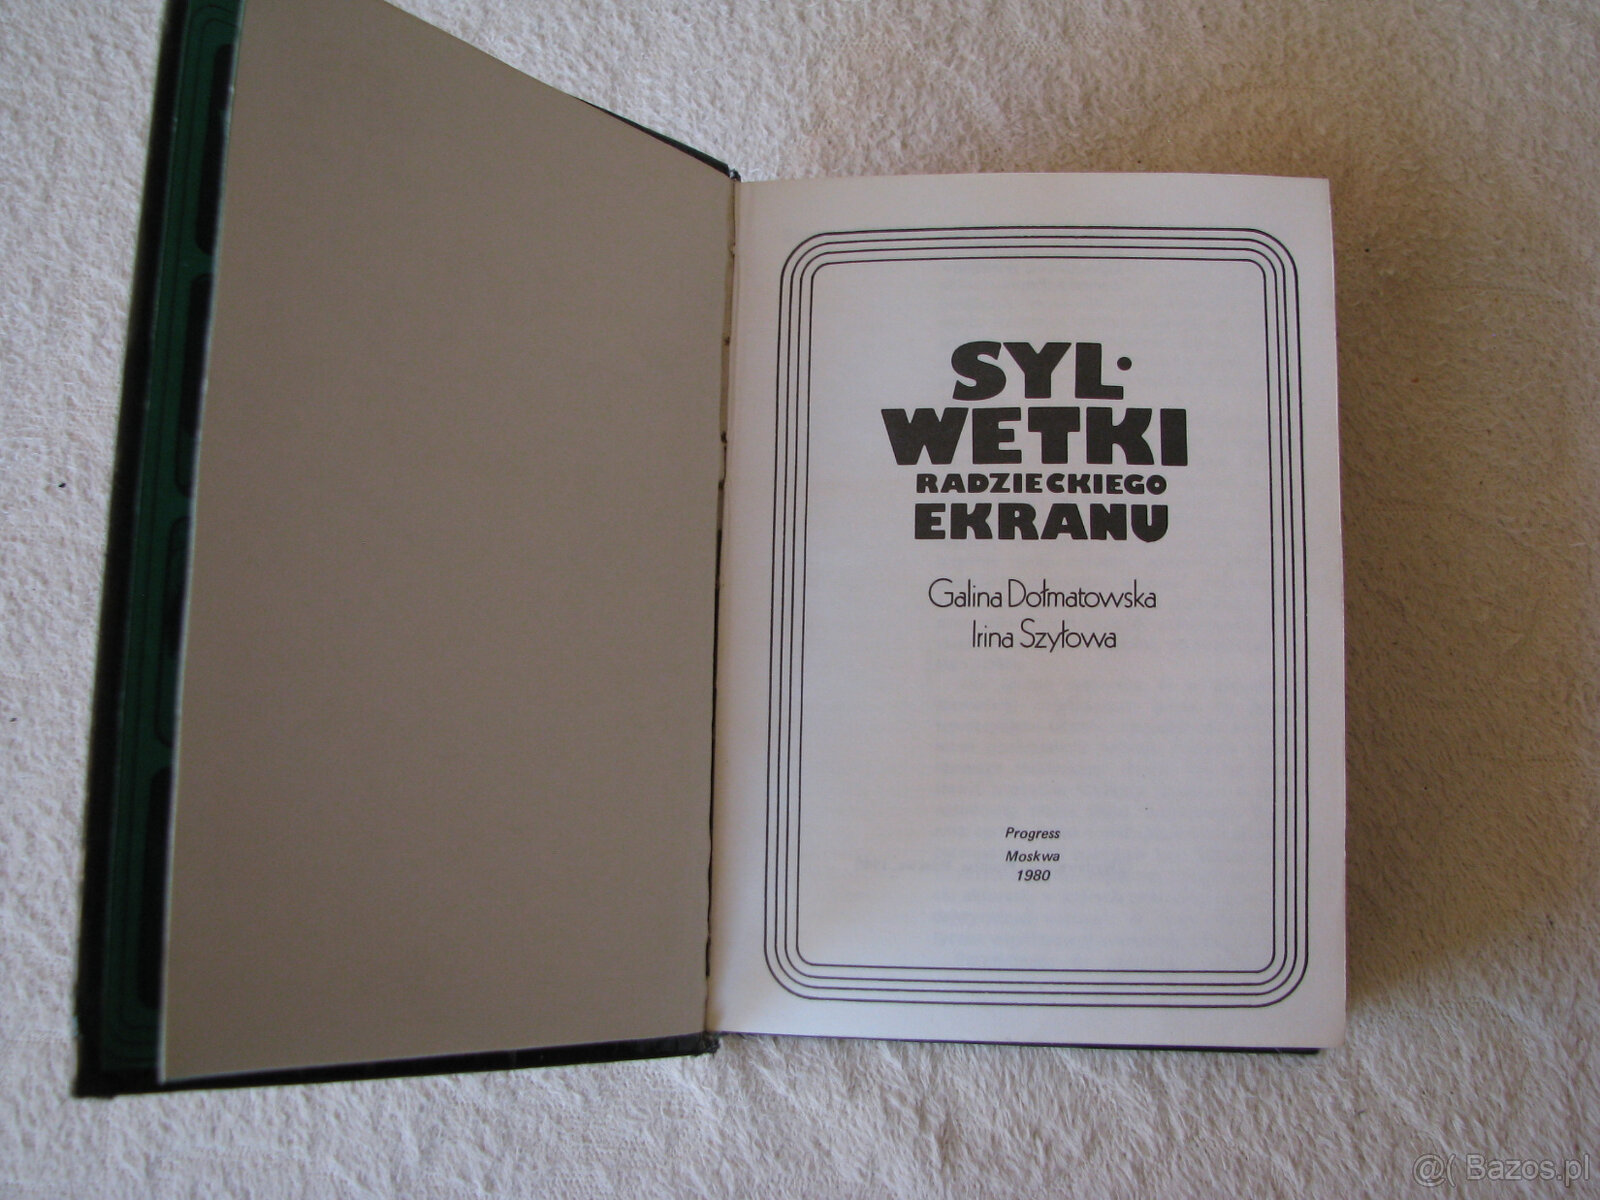 SYL·
WETKI
RADZIECKIEGO
EKRANU
Galina Dołmatowska
Irina Szyłowa
Progress
Moskwa
1980
@( Bazos.pl